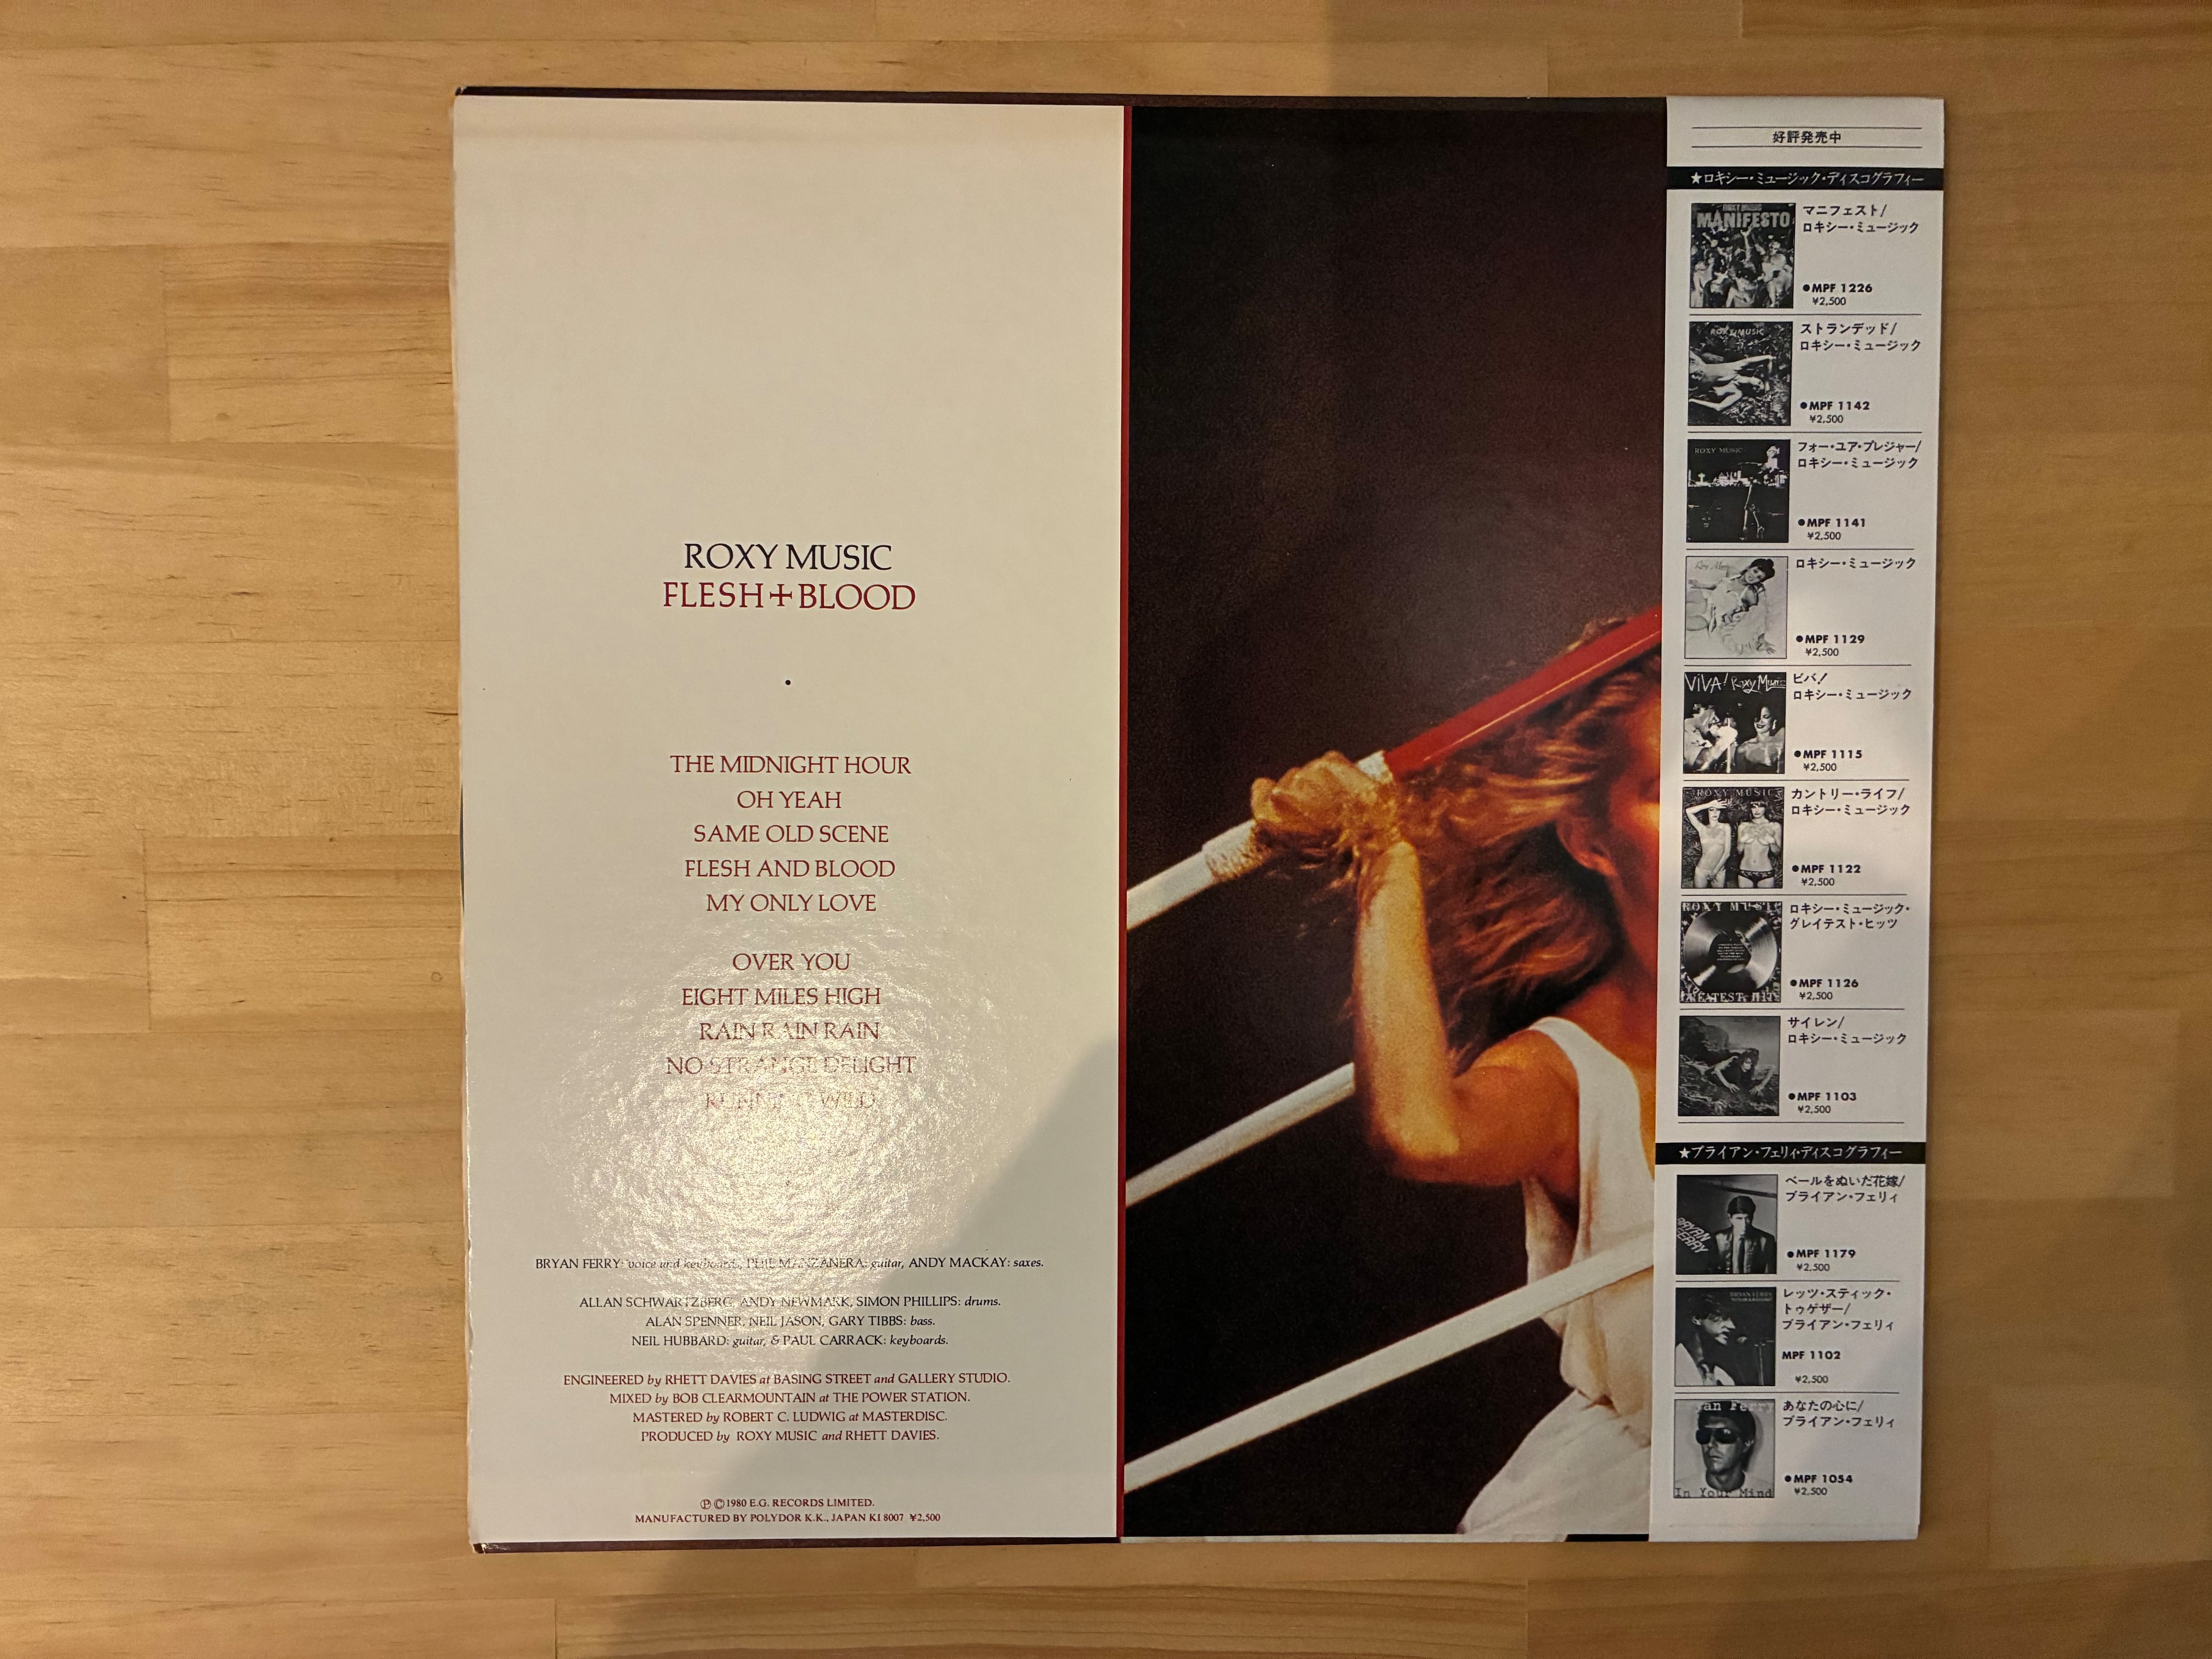 ROXY MUSIC
FLESH+BLOOD
•
THE MIDNIGHT HOUR
OH YEAH
SAME OLD SCENE
FLESH AND BLOOD
MY ONLY LOVE
OVER YOU
EIGHT MILES HIGH
RAIN RAIN RAIN
NO STRANGE DELIGHT
RUNNING WILD
BRYAN FERRY: voice and keyboards, PHIL MANZANERA: guitar, ANDY MACKAY: saxes.
ALLAN SCHWARTZBERG, ANDY NEWMARK, SIMON PHILLIPS: drums.
ALAN SPENNER, NEIL JASON, GARY TIBBS: bass.
NEIL HUBBARD: guitar, & PAUL CARRACK: keyboards.
ENGINEERED by RHETT DAVIES at BASING STREET and GALLERY STUDIO.
MIXED by BOB CLEARMOUNTAIN at THE POWER STATION.
MASTERED by ROBERT C. LUDWIG at MASTERDISC.
PRODUCED by ROXY MUSIC and RHETT DAVIES.
Ⓟ © 1980 E.G. RECORDS LIMITED.
MANUFACTURED BY POLYDOR K.K., JAPAN KI 8007 ¥2,500
好評発売中
★ロキシー・ミュージック・ディスコグラフィー
MANIFESTO
マニフェスト/
ロキシー・ミュージック
●MPF 1226
¥2,500
ROXY MUSIC
ストランデッド/
ロキシー・ミュージック
●MPF 1142
¥2,500
ROXY MUSIC
フォー・ユア・プレジャー/
ロキシー・ミュージック
●MPF 1141
¥2,500
Roxy Music
ロキシー・ミュージック
●MPF 1129
¥2,500
VIVA! Roxy Music
ビバ!
ロキシー・ミュージック
●MPF 1115
¥2,500
ROXY MUSIC
カントリー・ライフ/
ロキシー・ミュージック
●MPF 1122
¥2,500
ROXY MUSIC
GREATEST HITS
ロキシー・ミュージック・
グレイテスト・ヒッツ
●MPF 1126
¥2,500
サイレン/
ロキシー・ミュージック
●MPF 1103
¥2,500
★ブライアン・フェリィ・ディスコグラフィー
BRYAN
FERRY
ベールをぬいだ花嫁/
ブライアン・フェリィ
●MPF 1179
¥2,500
レッツ・スティック・
トゥゲザー/
ブライアン・フェリィ
MPF 1102
¥2,500
an Ferry
In Your Mind
あなたの心に/
ブライアン・フェリィ
●MPF 1054
¥2,500